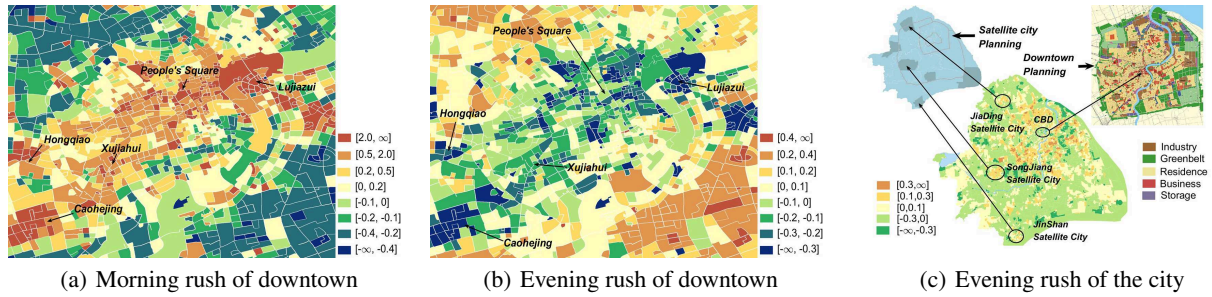 People's Square
Lujiazui
Hongqiao
Xujiahui
Caohejing
[2.0, ∞]
[0.5, 2.0]
[0.2, 0.5]
[0, 0.2]
[-0.1, 0]
[-0.2, -0.1]
[-0.4, -0.2]
[-∞, -0.4]
(a) Morning rush of downtown
People's Square
Lujiazui
Hongqiao
Xujiahui
Caohejing
[0.4, ∞]
[0.2, 0.4]
[0.1, 0.2]
[0, 0.1]
[-0.1, 0]
[-0.2, -0.1]
[-0.3, -0.2]
[-∞, -0.3]
(b) Evening rush of downtown
Satellite city
Planning
Downtown
Planning
JiaDing
Satellite City
CBD
SongJiang
Satellite City
JinShan
Satellite City
[0.3,∞]
[0.1,0.3]
[0,0.1]
[-0.3,0]
[-∞,-0.3]
Industry
Greenbelt
Residence
Business
Storage
(c) Evening rush of the city